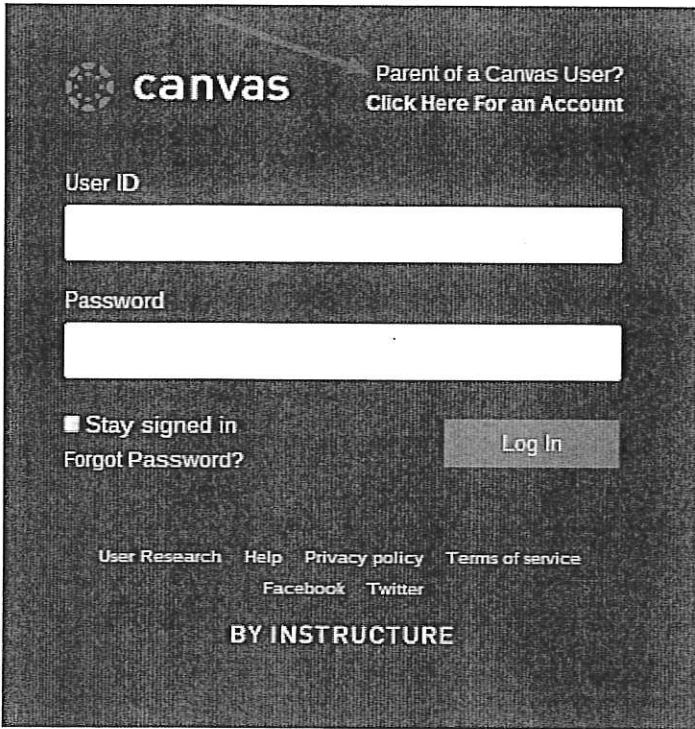 canvas
Parent of a Canvas User?
Click Here For an Account
User ID
Password
Stay signed in
Log In
Forgot Password?
User Research Help Privacy policy Terms of service
Facebook Twitter
BY INSTRUCTURE